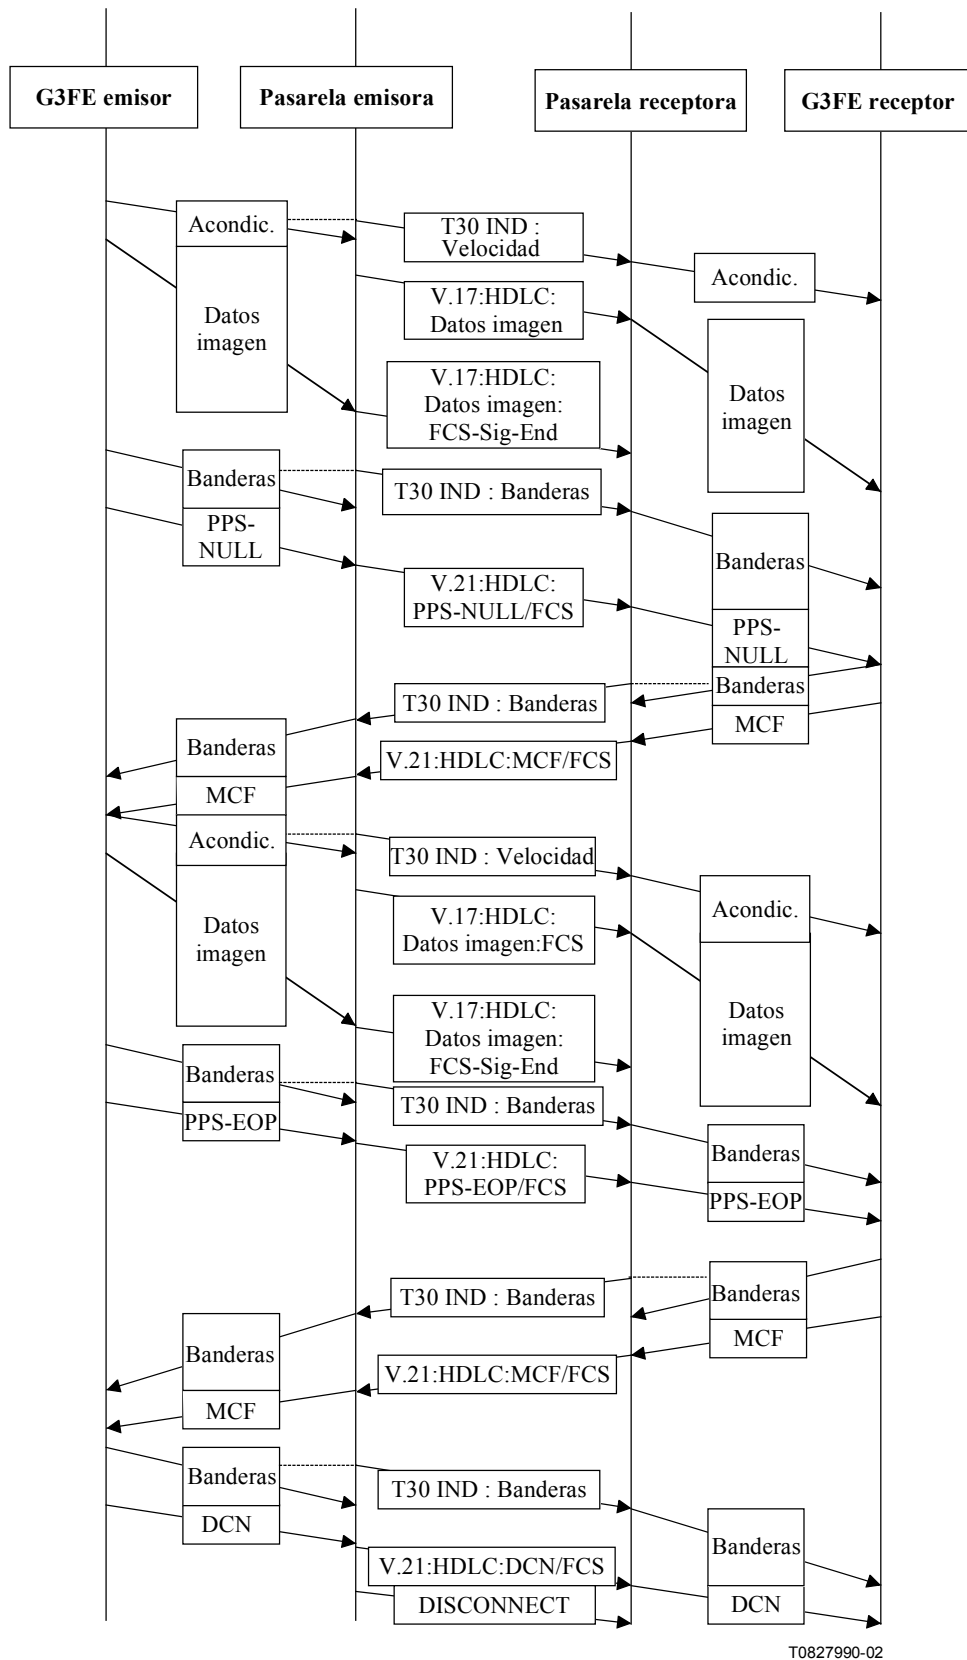 G3FE emisor
Pasarela emisora
Pasarela receptora
G3FE receptor
Acondic.
T30 IND :
Velocidad
Acondic.
Datos
imagen
V.17:HDLC:
Datos imagen
V.17:HDLC:
Datos imagen:
FCS-Sig-End
Datos
imagen
Banderas
T30 IND : Banderas
PPS-
NULL
Banderas
V.21:HDLC:
PPS-NULL/FCS
PPS-
NULL
Banderas
T30 IND : Banderas
MCF
Banderas
V.21:HDLC:MCF/FCS
MCF
Acondic.
T30 IND : Velocidad
Acondic.
Datos
imagen
V.17:HDLC:
Datos imagen:FCS
V.17:HDLC:
Datos imagen:
FCS-Sig-End
Datos
imagen
Banderas
T30 IND : Banderas
PPS-EOP
Banderas
V.21:HDLC:
PPS-EOP/FCS
PPS-EOP
Banderas
T30 IND : Banderas
MCF
Banderas
V.21:HDLC:MCF/FCS
MCF
Banderas
T30 IND : Banderas
DCN
Banderas
V.21:HDLC:DCN/FCS
DISCONNECT
DCN
T0827990-02